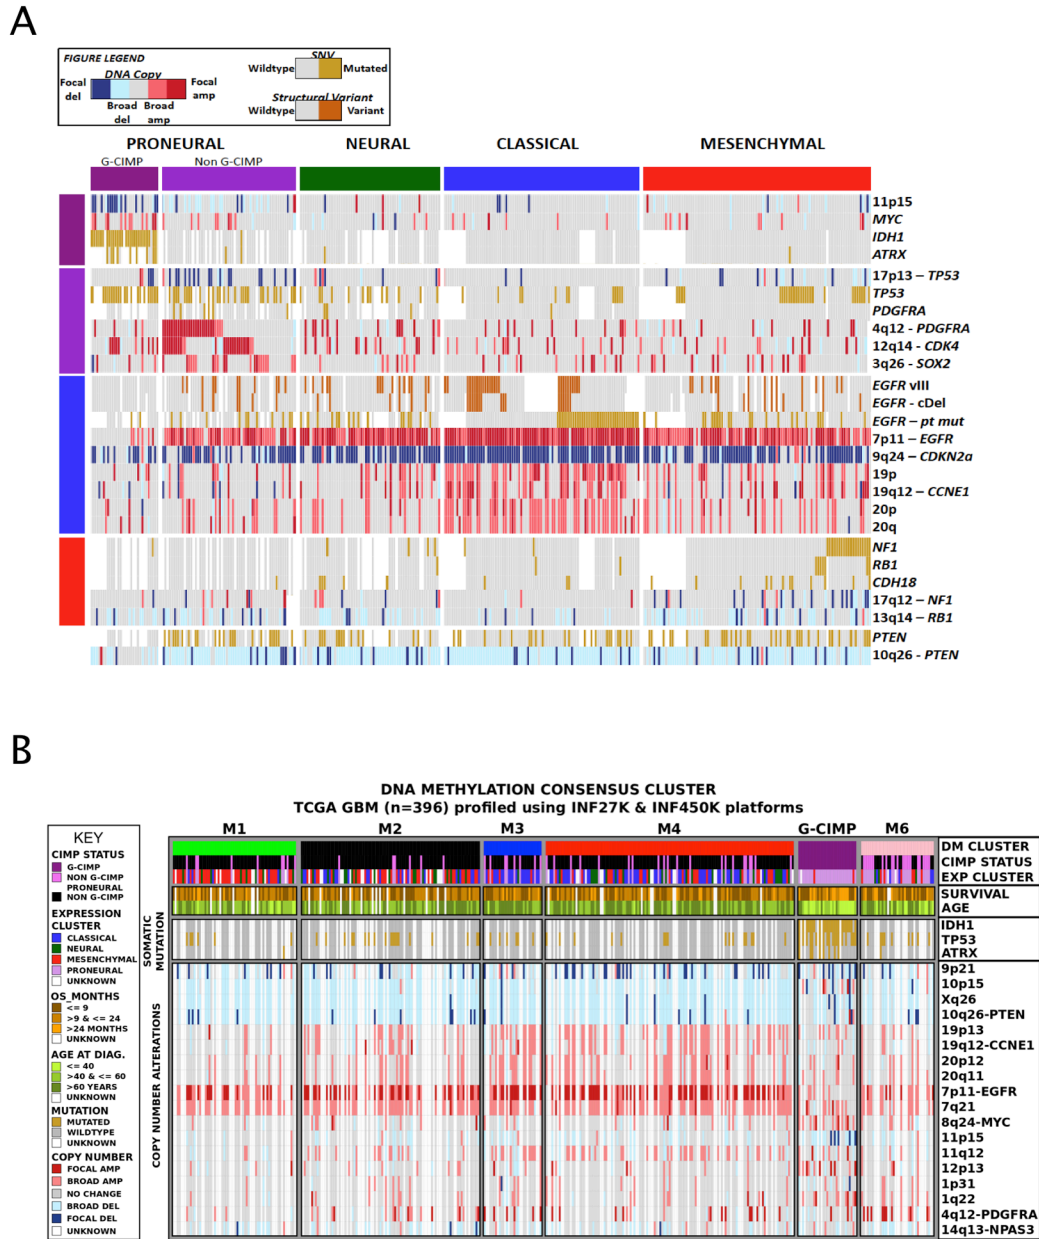 A
FIGURE LEGEND
DNA Copy
Focal del
Focal amp
Broad del
Broad amp
SNV
Wildtype
Mutated
Structural Variant
Wildtype
Variant
PRONEURAL
NEURAL
CLASSICAL
MESENCHYMAL
G-CIMP
Non G-CIMP
11p15
MYC
IDH1
ATRX
17p13 – TP53
TP53
PDGFRA
4q12 - PDGFRA
12q14 - CDK4
3q26 - SOX2
EGFR vIII
EGFR - cDel
EGFR – pt mut
7p11 – EGFR
9q24 – CDKN2a
19p
19q12 – CCNE1
20p
20q
NF1
RB1
CDH18
17q12 – NF1
13q14 – RB1
PTEN
10q26 - PTEN
B
DNA METHYLATION CONSENSUS CLUSTER
TCGA GBM (n=396) profiled using INF27K & INF450K platforms
M1
M2
M3
M4
G-CIMP
M6
KEY
CIMP STATUS
G-CIMP
NON G-CIMP
PRONEURAL
NON G-CIMP
EXPRESSION
CLUSTER
CLASSICAL
NEURAL
MESENCHYMAL
PRONEURAL
UNKNOWN
OS_MONTHS
<= 9
>9 & <= 24
>24 MONTHS
UNKNOWN
AGE AT DIAG.
<= 40
>40 & <= 60
>60 YEARS
UNKNOWN
MUTATION
MUTATED
WILDTYPE
UNKNOWN
COPY NUMBER
FOCAL AMP
BROAD AMP
NO CHANGE
BROAD DEL
FOCAL DEL
UNKNOWN
SOMATIC
MUTATION
COPY NUMBER ALTERATIONS
DM CLUSTER
CIMP STATUS
EXP CLUSTER
SURVIVAL
AGE
IDH1
TP53
ATRX
9p21
10p15
Xq26
10q26-PTEN
19p13
19q12-CCNE1
20p12
20q11
7p11-EGFR
7q21
8q24-MYC
11p15
11q12
12p13
1p31
1q22
4q12-PDGFRA
14q13-NPAS3